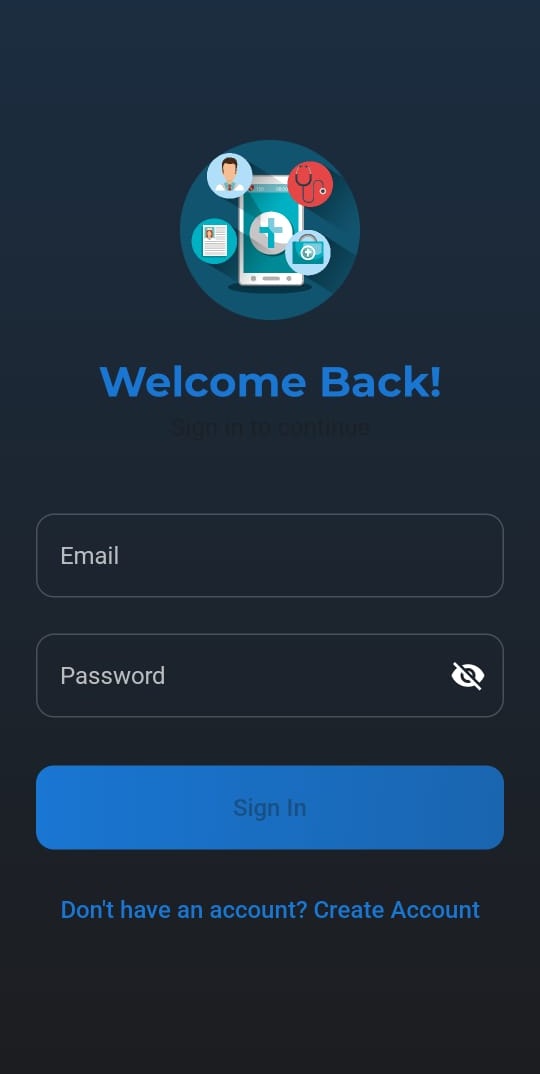 Welcome Back!
Sign in to continue
Email
Password
Sign In
Don't have an account? Create Account